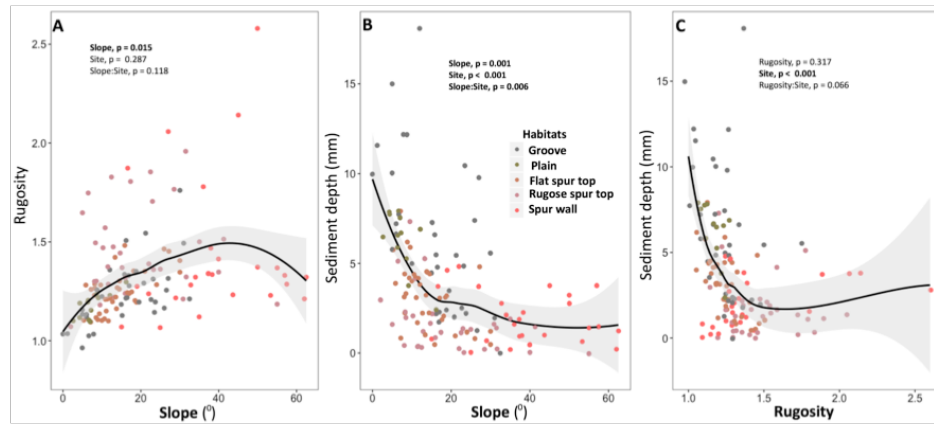 A
Slope, p = 0.015
Site, p = 0.287
Slope:Site, p = 0.118
2.5
2.0
1.5
1.0
Rugosity
0
20
40
60
Slope (0)
B
Slope, p = 0.001
Site, p < 0.001
Slope:Site, p = 0.006
Habitats
Groove
Plain
Flat spur top
Rugose spur top
Spur wall
15
10
5
0
Sediment depth (mm)
0
20
40
60
Slope (0)
C
Rugosity, p = 0.317
Site, p < 0.001
Rugosity:Site, p = 0.066
15
10
5
0
Sediment depth (mm)
1.0
1.5
2.0
2.5
Rugosity